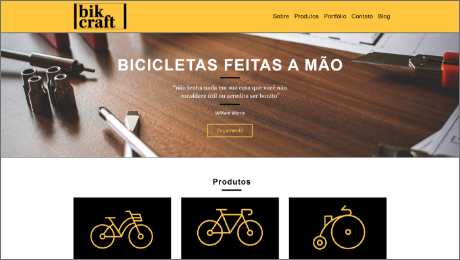 bik
craft
Sobre Produtos Portfólio Contato Blog
BICICLETAS FEITAS A MÃO
"não tenha nada em sua casa que você não
considere útil ou acredita ser bonito"
William Morris
Orçamento
Produtos